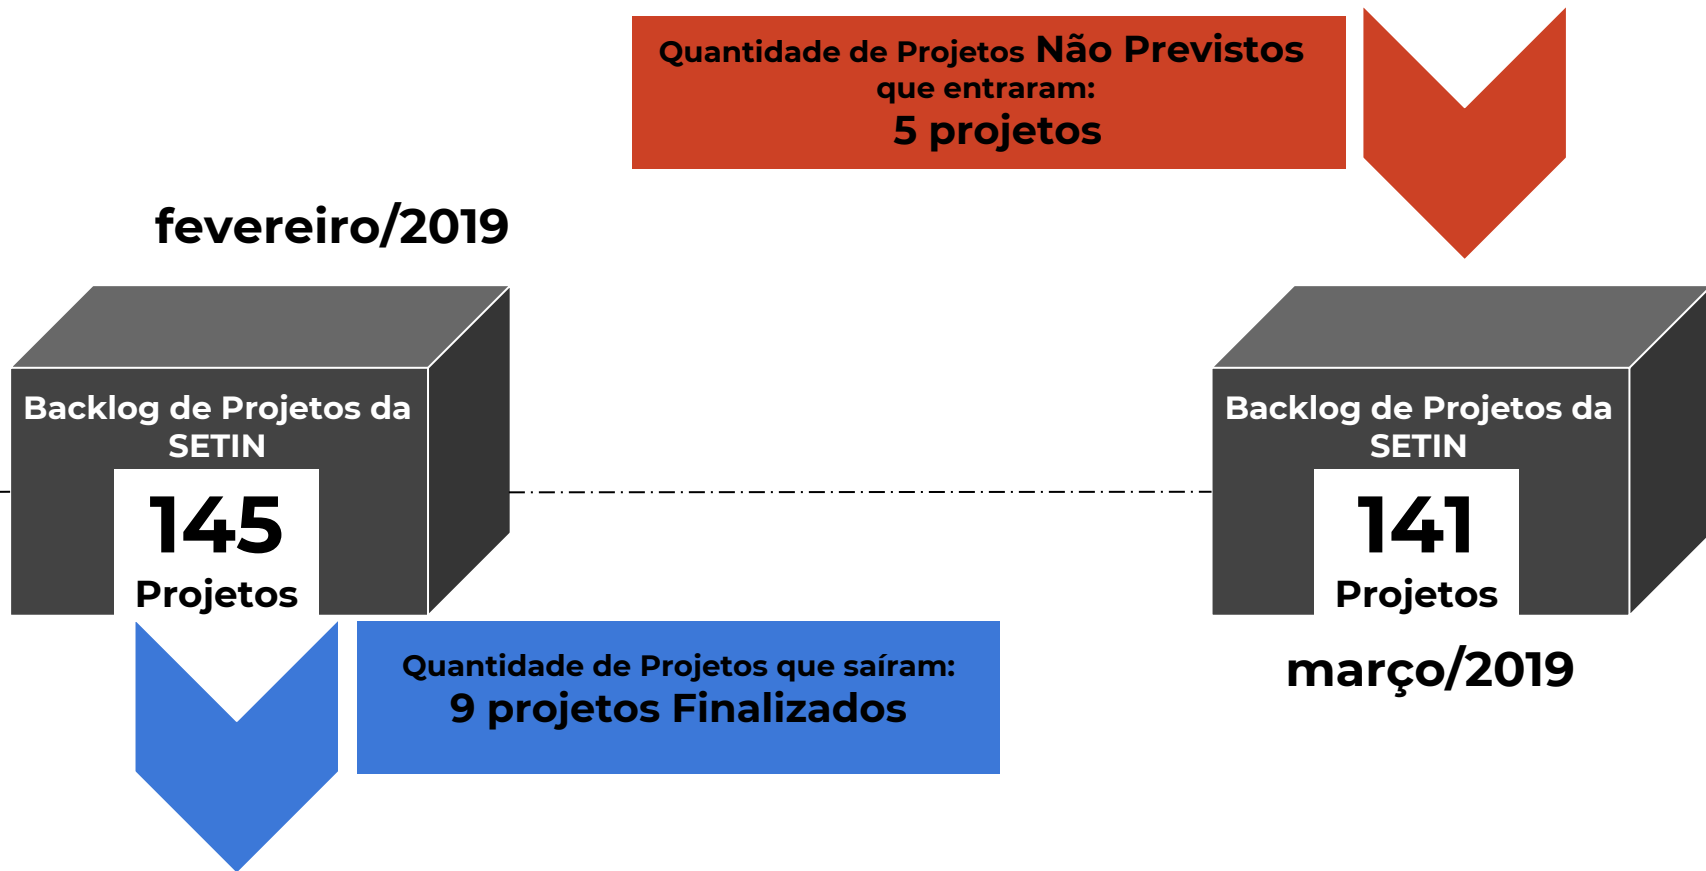 Quantidade de Projetos Não Previstos
que entraram:
5 projetos
fevereiro/2019
Backlog de Projetos da
SETIN
145
Projetos
Quantidade de Projetos que saíram:
9 projetos Finalizados
Backlog de Projetos da
SETIN
141
Projetos
março/2019